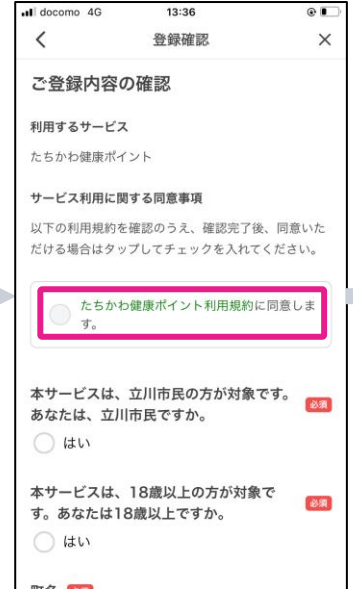 docomo 4G 13:36
登録確認
ご登録内容の確認
利用するサービス
たちかわ健康ポイント
サービス利用に関する同意事項
以下の利用規約を確認のうえ、確認完了後、同意いた
だける場合はタップしてチェックを入れてください。
たちかわ健康ポイント利用規約に同意しま
す。
本サービスは、立川市民の方が対象です。
あなたは、立川市民ですか。
必須
はい
本サービスは、18歳以上の方が対象で
す。あなたは18歳以上ですか。
必須
はい